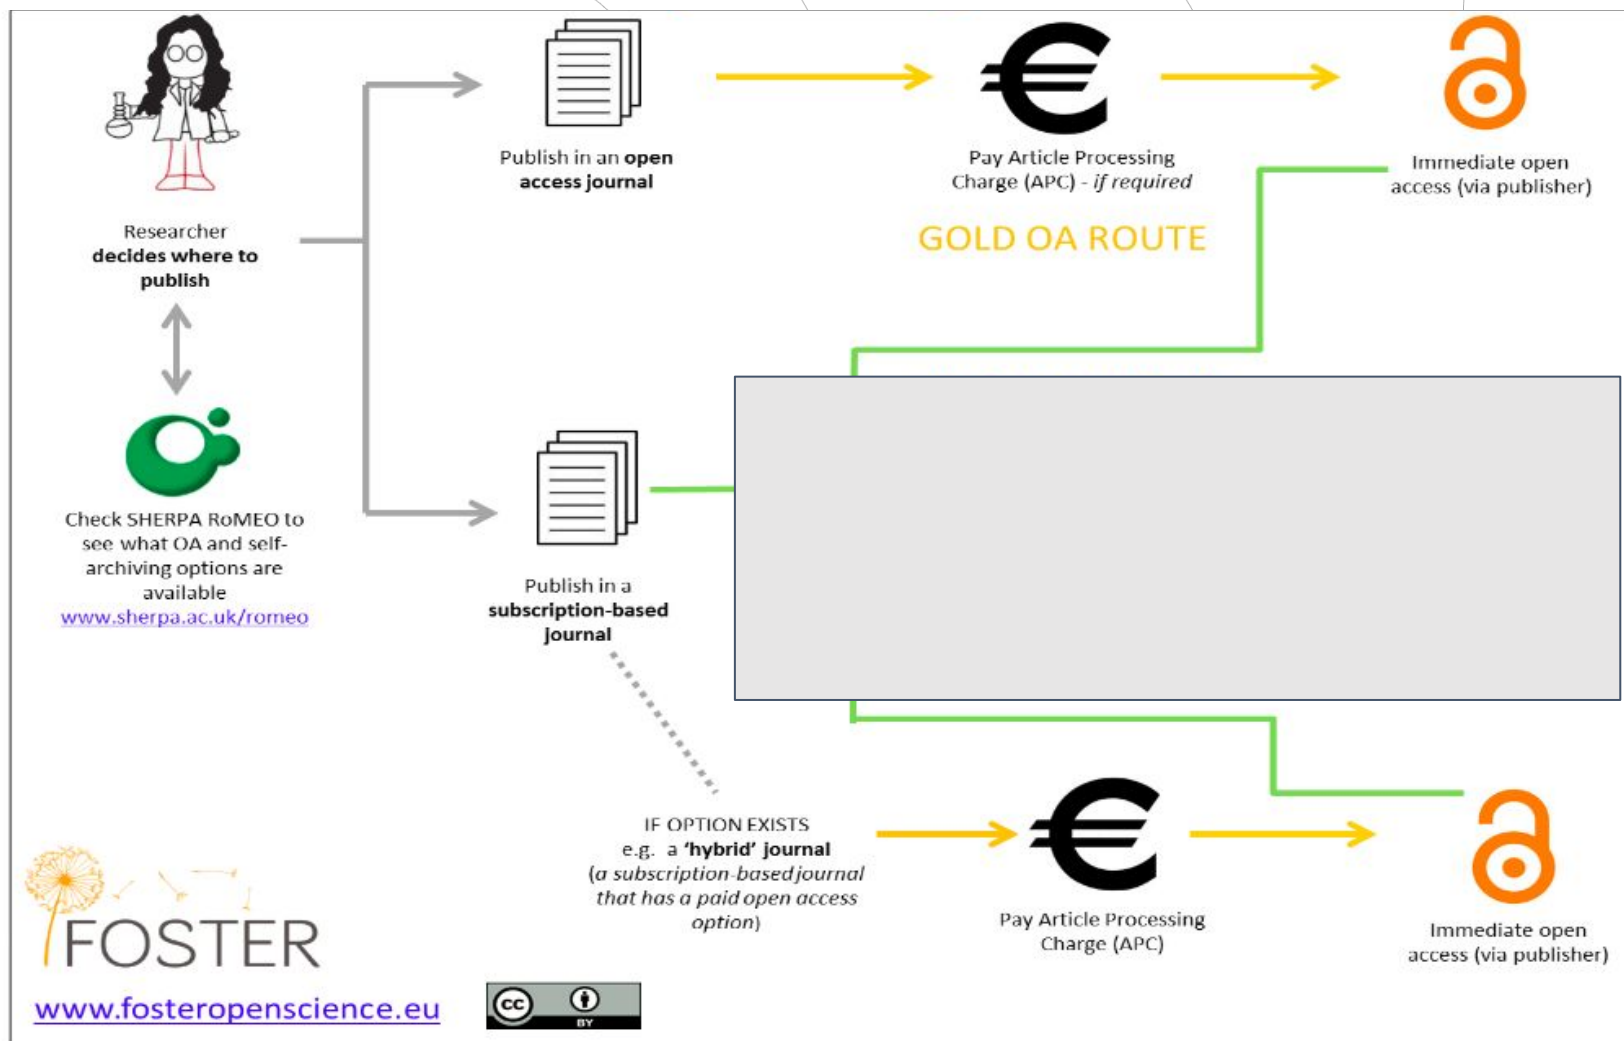 Researcher
decides where to
publish
Check SHERPA RoMEO to
see what OA and self-
archiving options are
available
www.sherpa.ac.uk/romeo
Publish in an open
access journal
Pay Article Processing
Charge (APC) - if required
Immediate open
access (via publisher)
GOLD OA ROUTE
Publish in a
subscription-based
journal
IF OPTION EXISTS
e.g. a ‘hybrid’ journal
(a subscription-based journal
that has a paid open access
option)
Pay Article Processing
Charge (APC)
Immediate open
access (via publisher)
FOSTER
www.fosteropenscience.eu
cc
BY